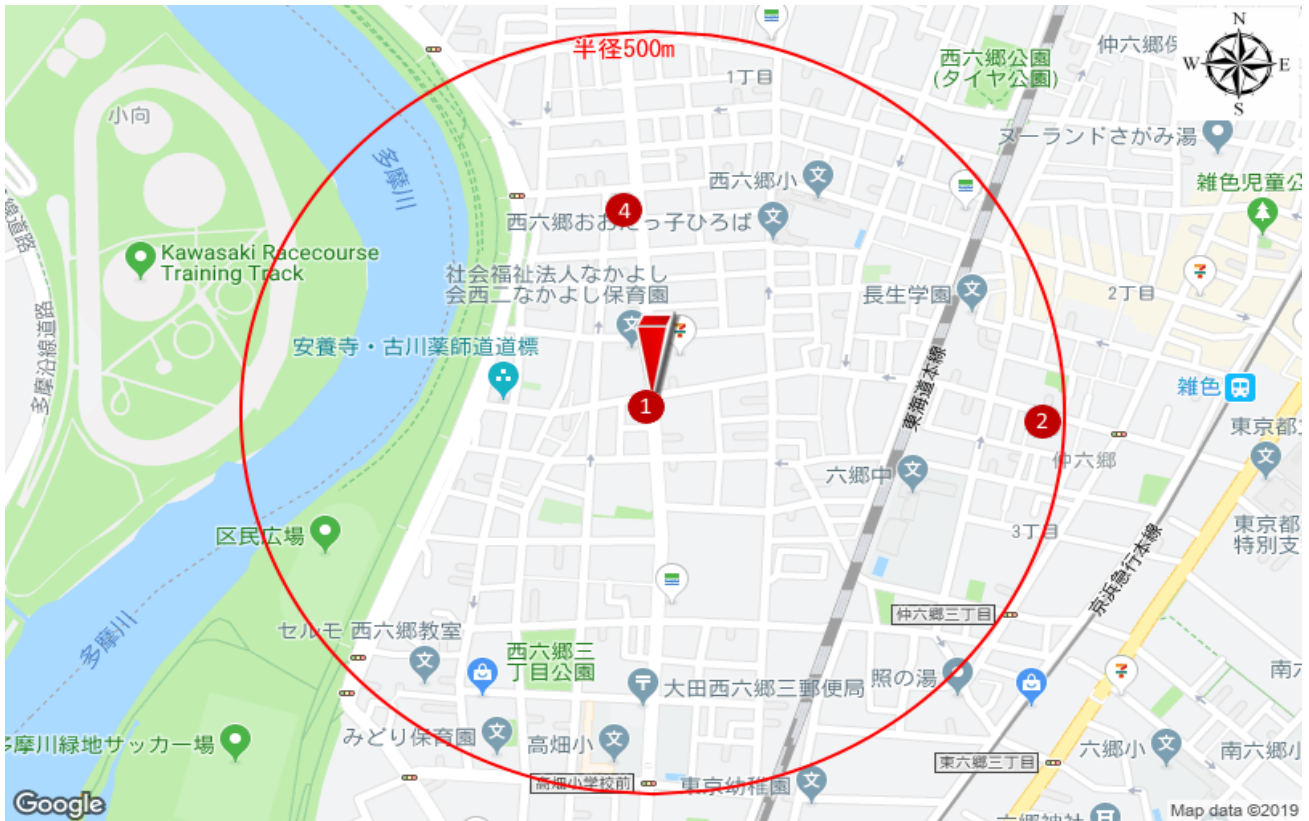 半径500m
N
W
E
S
西六郷公園
(タイヤ公園)
1丁目
小向
多摩川
ヌーランドさがみ湯
西六郷小
雑色児童公
4
西六郷おおたっ子ひろば
Kawasaki Racecourse
Training Track
社会福祉法人なかよし
会西二なかよし保育園
長生学園
2丁目
安養寺・古川薬師道道標
多摩沿線道路
線道路
東海道本線
雑色
1
2
東京都立
仲六郷
六郷中
区民広場
3丁目
東京都
特別支
京浜急行本線
仲六郷三丁目
多摩川
セルモ 西六郷教室
西六郷三
丁目公園
大田西六郷三郵便局
照の湯
南六
多摩川緑地サッカー場
みどり保育園
高畑小
六郷小
南六郷小
東六郷三丁目
高畑小学校前
東京幼稚園
六郷神社
Google
Map data ©2019